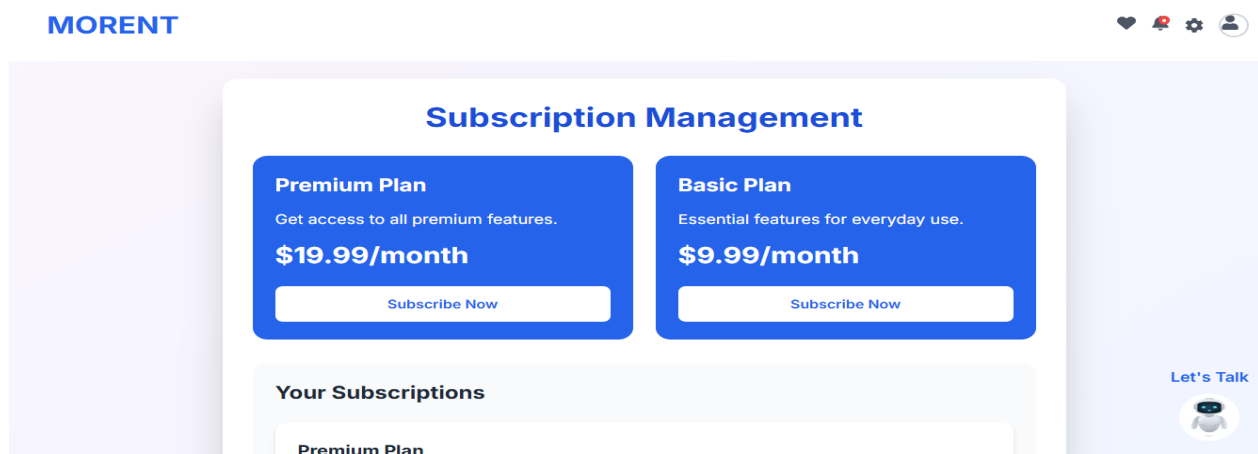 MORENT
Subscription Management
Premium Plan
Get access to all premium features.
$19.99/month
Subscribe Now
Basic Plan
Essential features for everyday use.
$9.99/month
Subscribe Now
Your Subscriptions
Premium Plan
Let's Talk